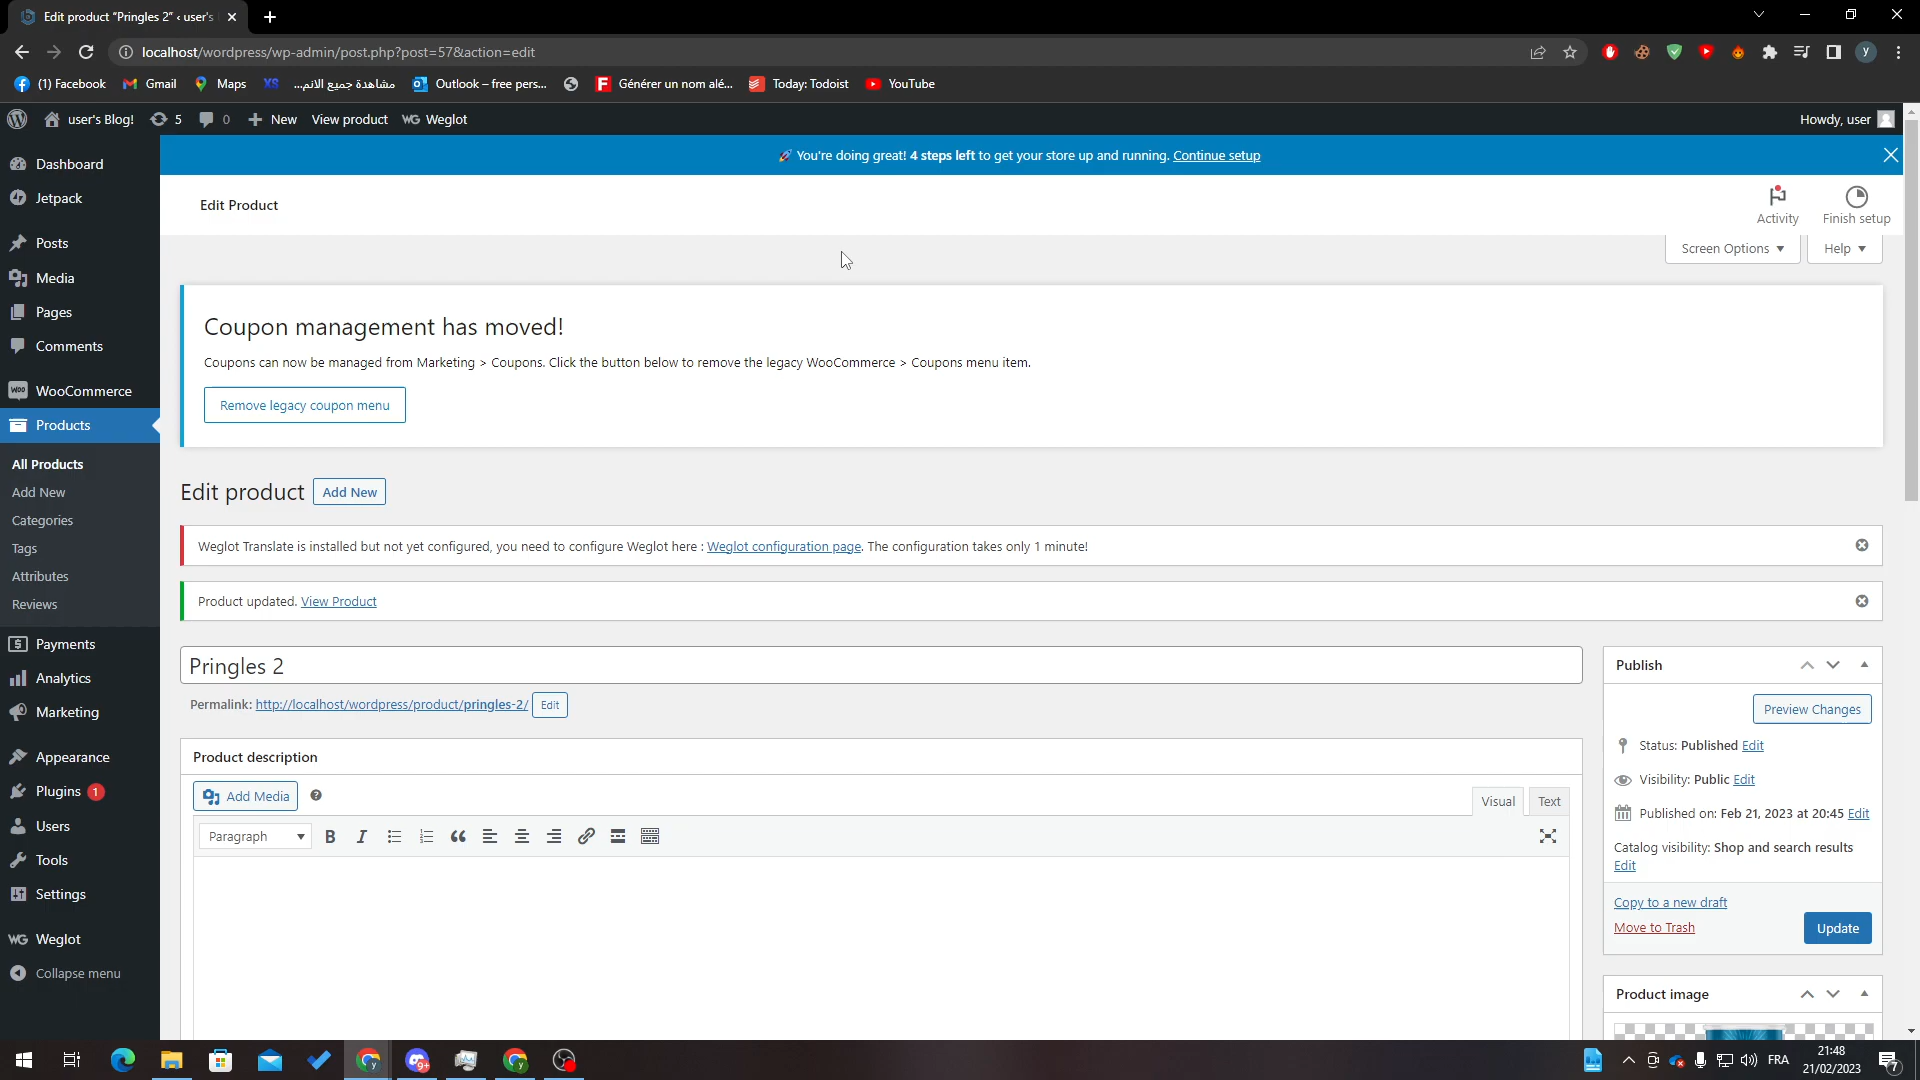 Edit product "Pringles 2" ‹ user's
localhost/wordpress/wp-admin/post.php?post=57&action=edit
y
(1) Facebook
Gmail
Maps
XS
مشاهدة جميع الانم...
Outlook – free pers...
Générer un nom alé...
Today: Todoist
YouTube
user's Blog!
5
0
New
View product
WG Weglot
Howdy, user
Dashboard
Jetpack
Posts
Media
Pages
Comments
WooCommerce
Products
All Products
Add New
Categories
Tags
Attributes
Reviews
Payments
Analytics
Marketing
Appearance
Plugins 1
Users
Tools
Settings
WG Weglot
Collapse menu
You're doing great! 4 steps left to get your store up and running. Continue setup
Edit Product
Activity
Finish setup
Screen Options
Help
Coupon management has moved!
Coupons can now be managed from Marketing > Coupons. Click the button below to remove the legacy WooCommerce > Coupons menu item.
Remove legacy coupon menu
Edit product
Add New
Weglot Translate is installed but not yet configured, you need to configure Weglot here : Weglot configuration page. The configuration takes only 1 minute!
Product updated. View Product
Pringles 2
Permalink: http://localhost/wordpress/product/pringles-2/ Edit
Product description
Add Media
Visual
Text
Paragraph
B
I
Publish
Preview Changes
Status: Published Edit
Visibility: Public Edit
Published on: Feb 21, 2023 at 20:45 Edit
Catalog visibility: Shop and search results
Edit
Copy to a new draft
Move to Trash
Update
Product image
9+
FRA
21:48
21/02/2023
7